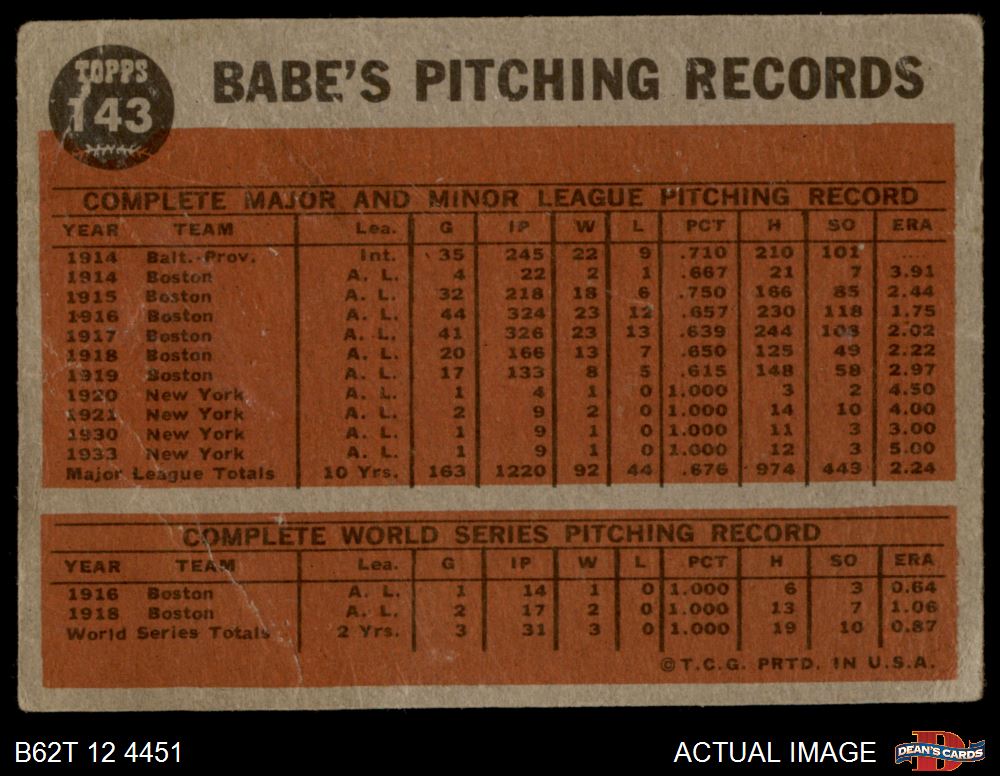 TOPPS
143
BABE'S PITCHING RECORDS
COMPLETE MAJOR AND MINOR LEAGUE PITCHING RECORD
YEAR TEAM Lea. G IP W L PCT H SO ERA
1914 Balt.-Prov. Int. 35 245 22 9 .710 210 101 ....
1914 Boston A. L. 4 22 2 1 .667 21 7 3.91
1915 Boston A. L. 32 218 18 6 .750 166 85 2.44
1916 Boston A. L. 44 324 23 12 .657 230 118 1.75
1917 Boston A. L. 41 326 23 13 .639 244 108 2.02
1918 Boston A. L. 20 166 13 7 .650 125 49 2.22
1919 Boston A. L. 17 133 8 5 .615 148 58 2.97
1920 New York A. L. 1 4 1 0 1.000 3 2 4.50
1921 New York A. L. 2 9 2 0 1.000 14 10 4.00
1930 New York A. L. 1 9 1 0 1.000 11 3 3.00
1933 New York A. L. 1 9 1 0 1.000 12 3 5.00
Major League Totals 10 Yrs. 163 1220 92 44 .676 974 443 2.24
COMPLETE WORLD SERIES PITCHING RECORD
YEAR TEAM Lea. G IP W L PCT H SO ERA
1916 Boston A. L. 1 14 1 0 1.000 6 3 0.64
1918 Boston A. L. 2 17 2 0 1.000 13 7 1.06
World Series Totals 2 Yrs. 3 31 3 0 1.000 19 10 0.87
©T.C.G. PRTD. IN U.S.A.
B62T 12 4451
ACTUAL IMAGE
D
DEAN'S CARDS